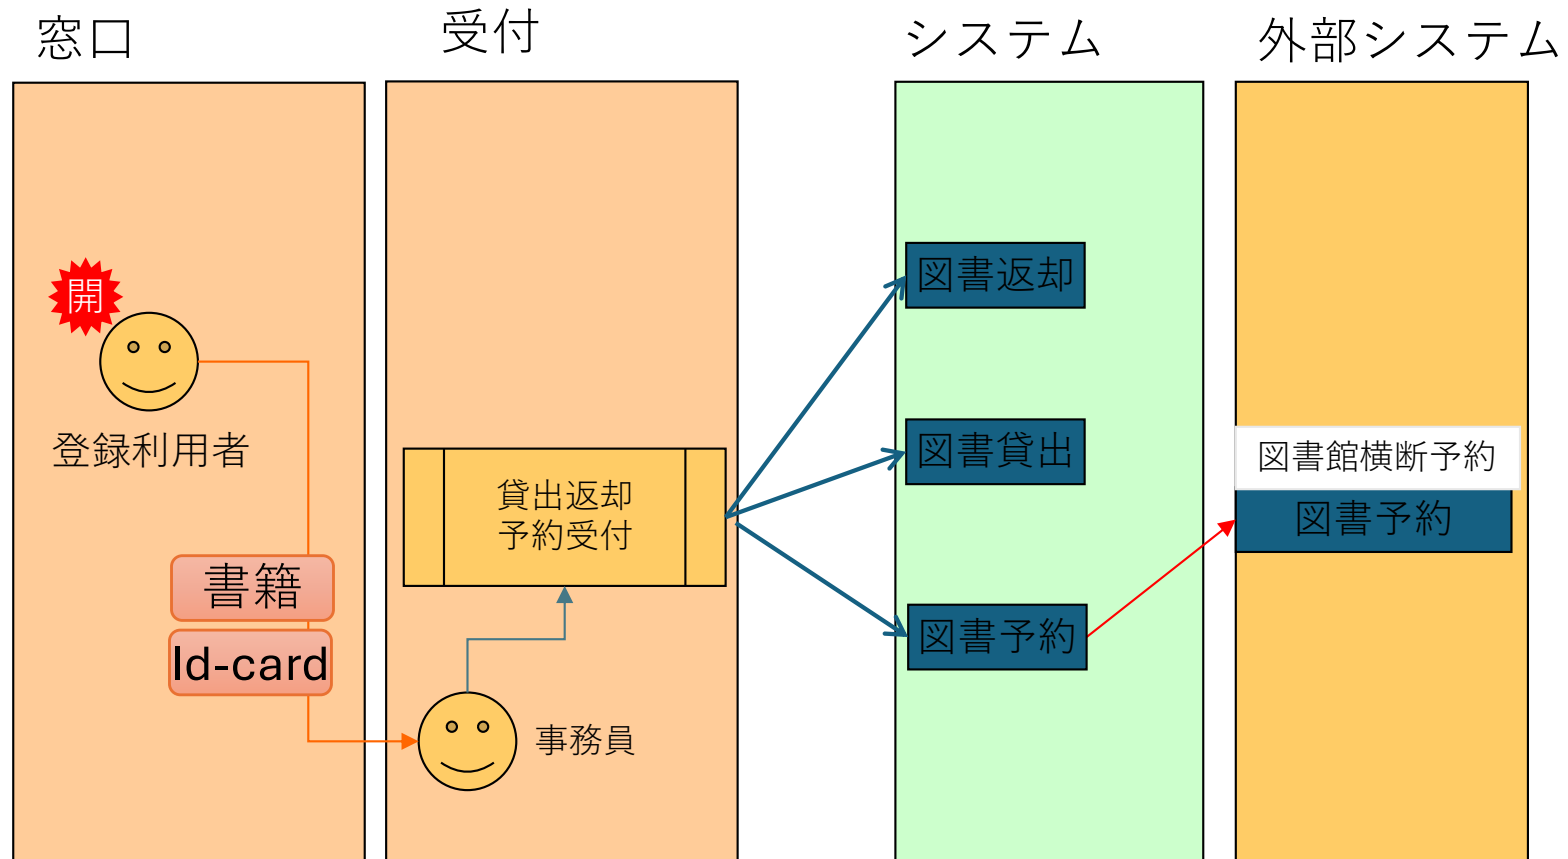 窓口
受付
システム
外部システム
開
登録利用者
書籍
Id-card
貸出返却
予約受付
事務員
図書返却
図書貸出
図書予約
図書館横断予約
図書予約